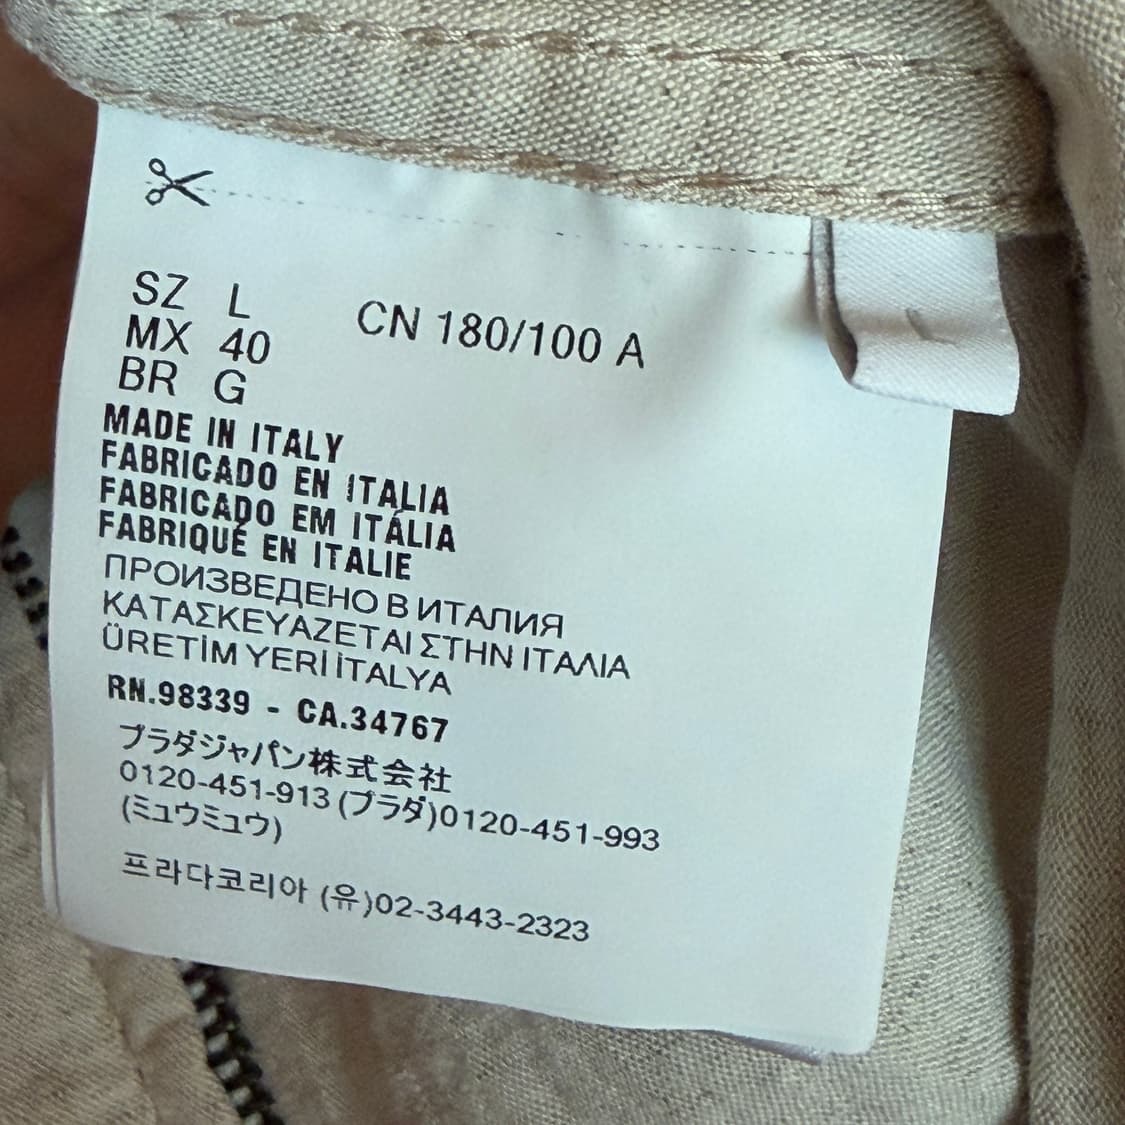 SZ L CN 180/100 A
MX 40
BR G
MADE IN ITALY
FABRICADO EN ITALIA
FABRICADO EM ITÁLIA
FABRIQUÉ EN ITALIE
ПРОИЗВЕДЕНО В ИТАЛИЯ
ΚΑΤΑΣΚΕΥΑΖΕΤΑΙ ΣΤΗΝ ΙΤΑΛΙΑ
ÜRETİM YERİ İTALYA
RN.98339 - CA.34767
プラダジャパン株式会社
0120-451-913 (プラダ)0120-451-993
(ミュウミュウ)
프라다코리아 (유)02-3443-2323